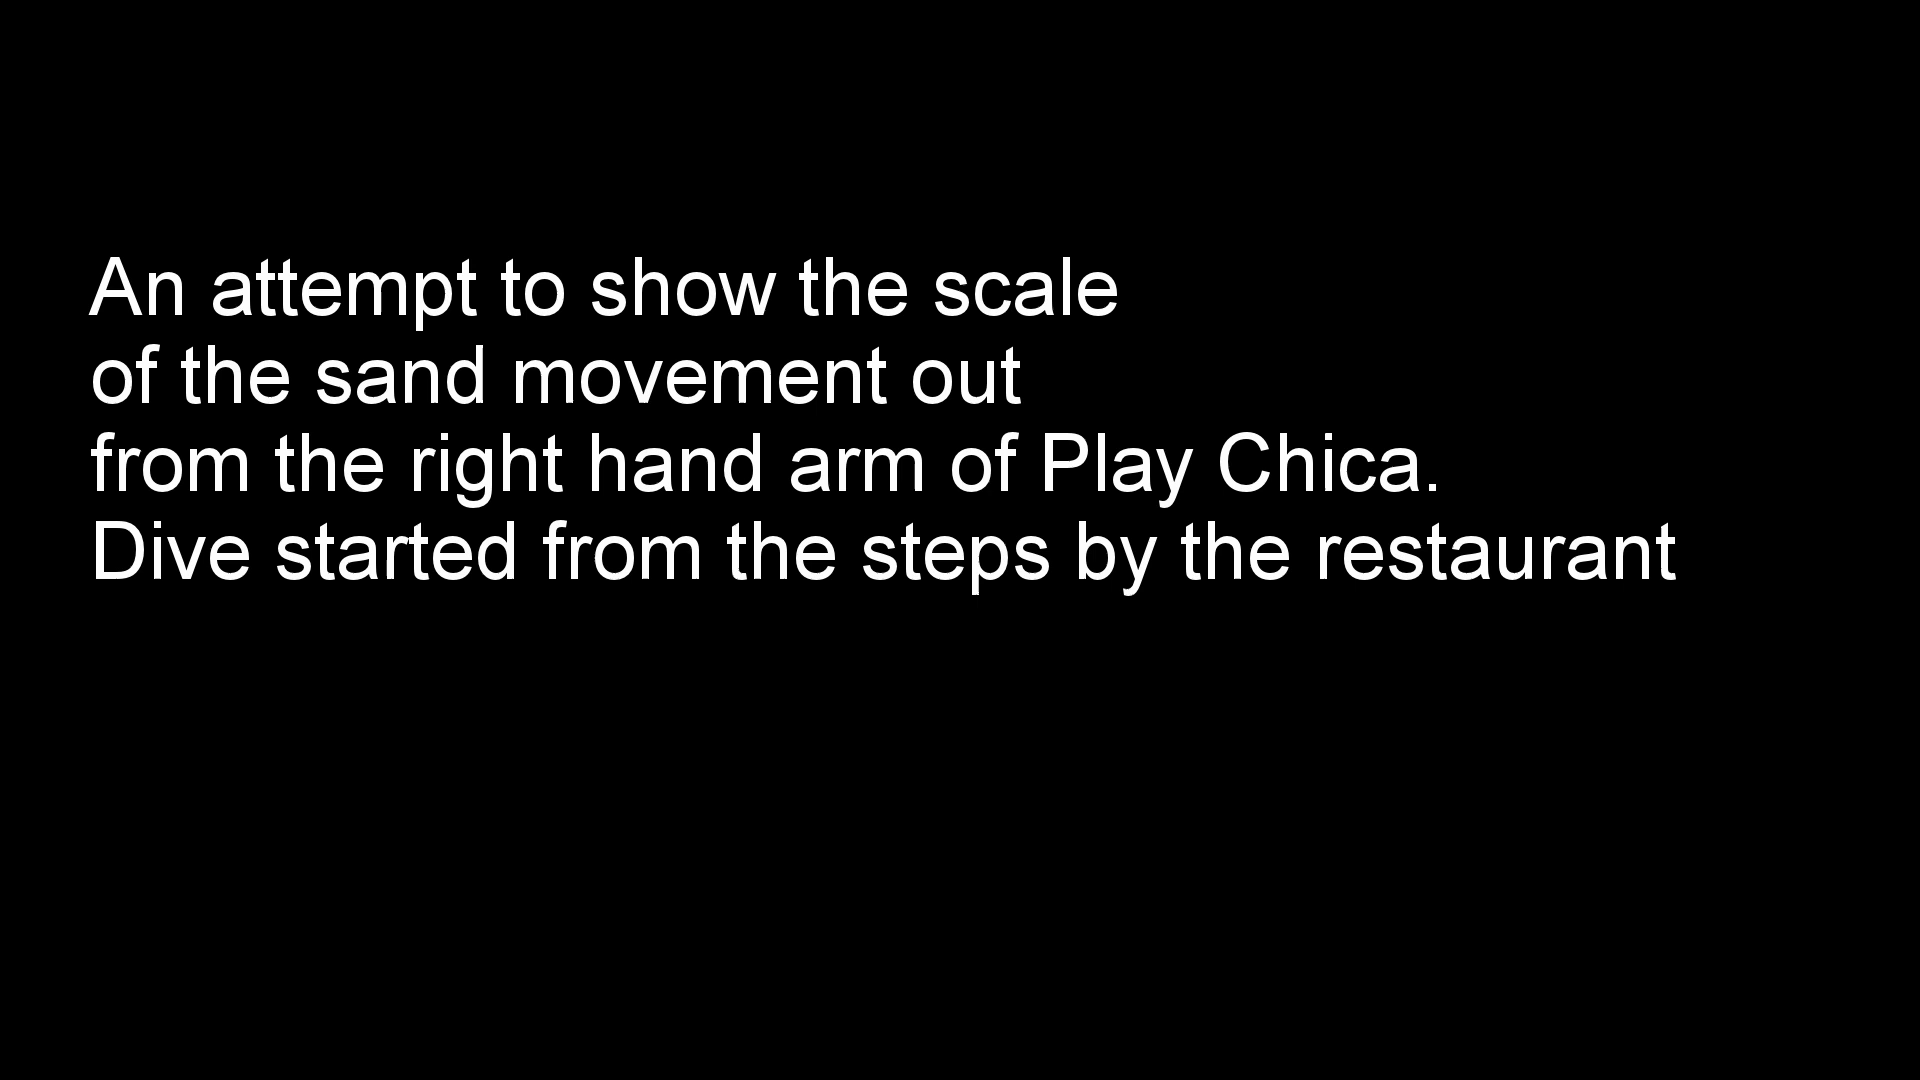 An attempt to show the scale
of the sand movement out
from the right hand arm of Play Chica.
Dive started from the steps by the restaurant